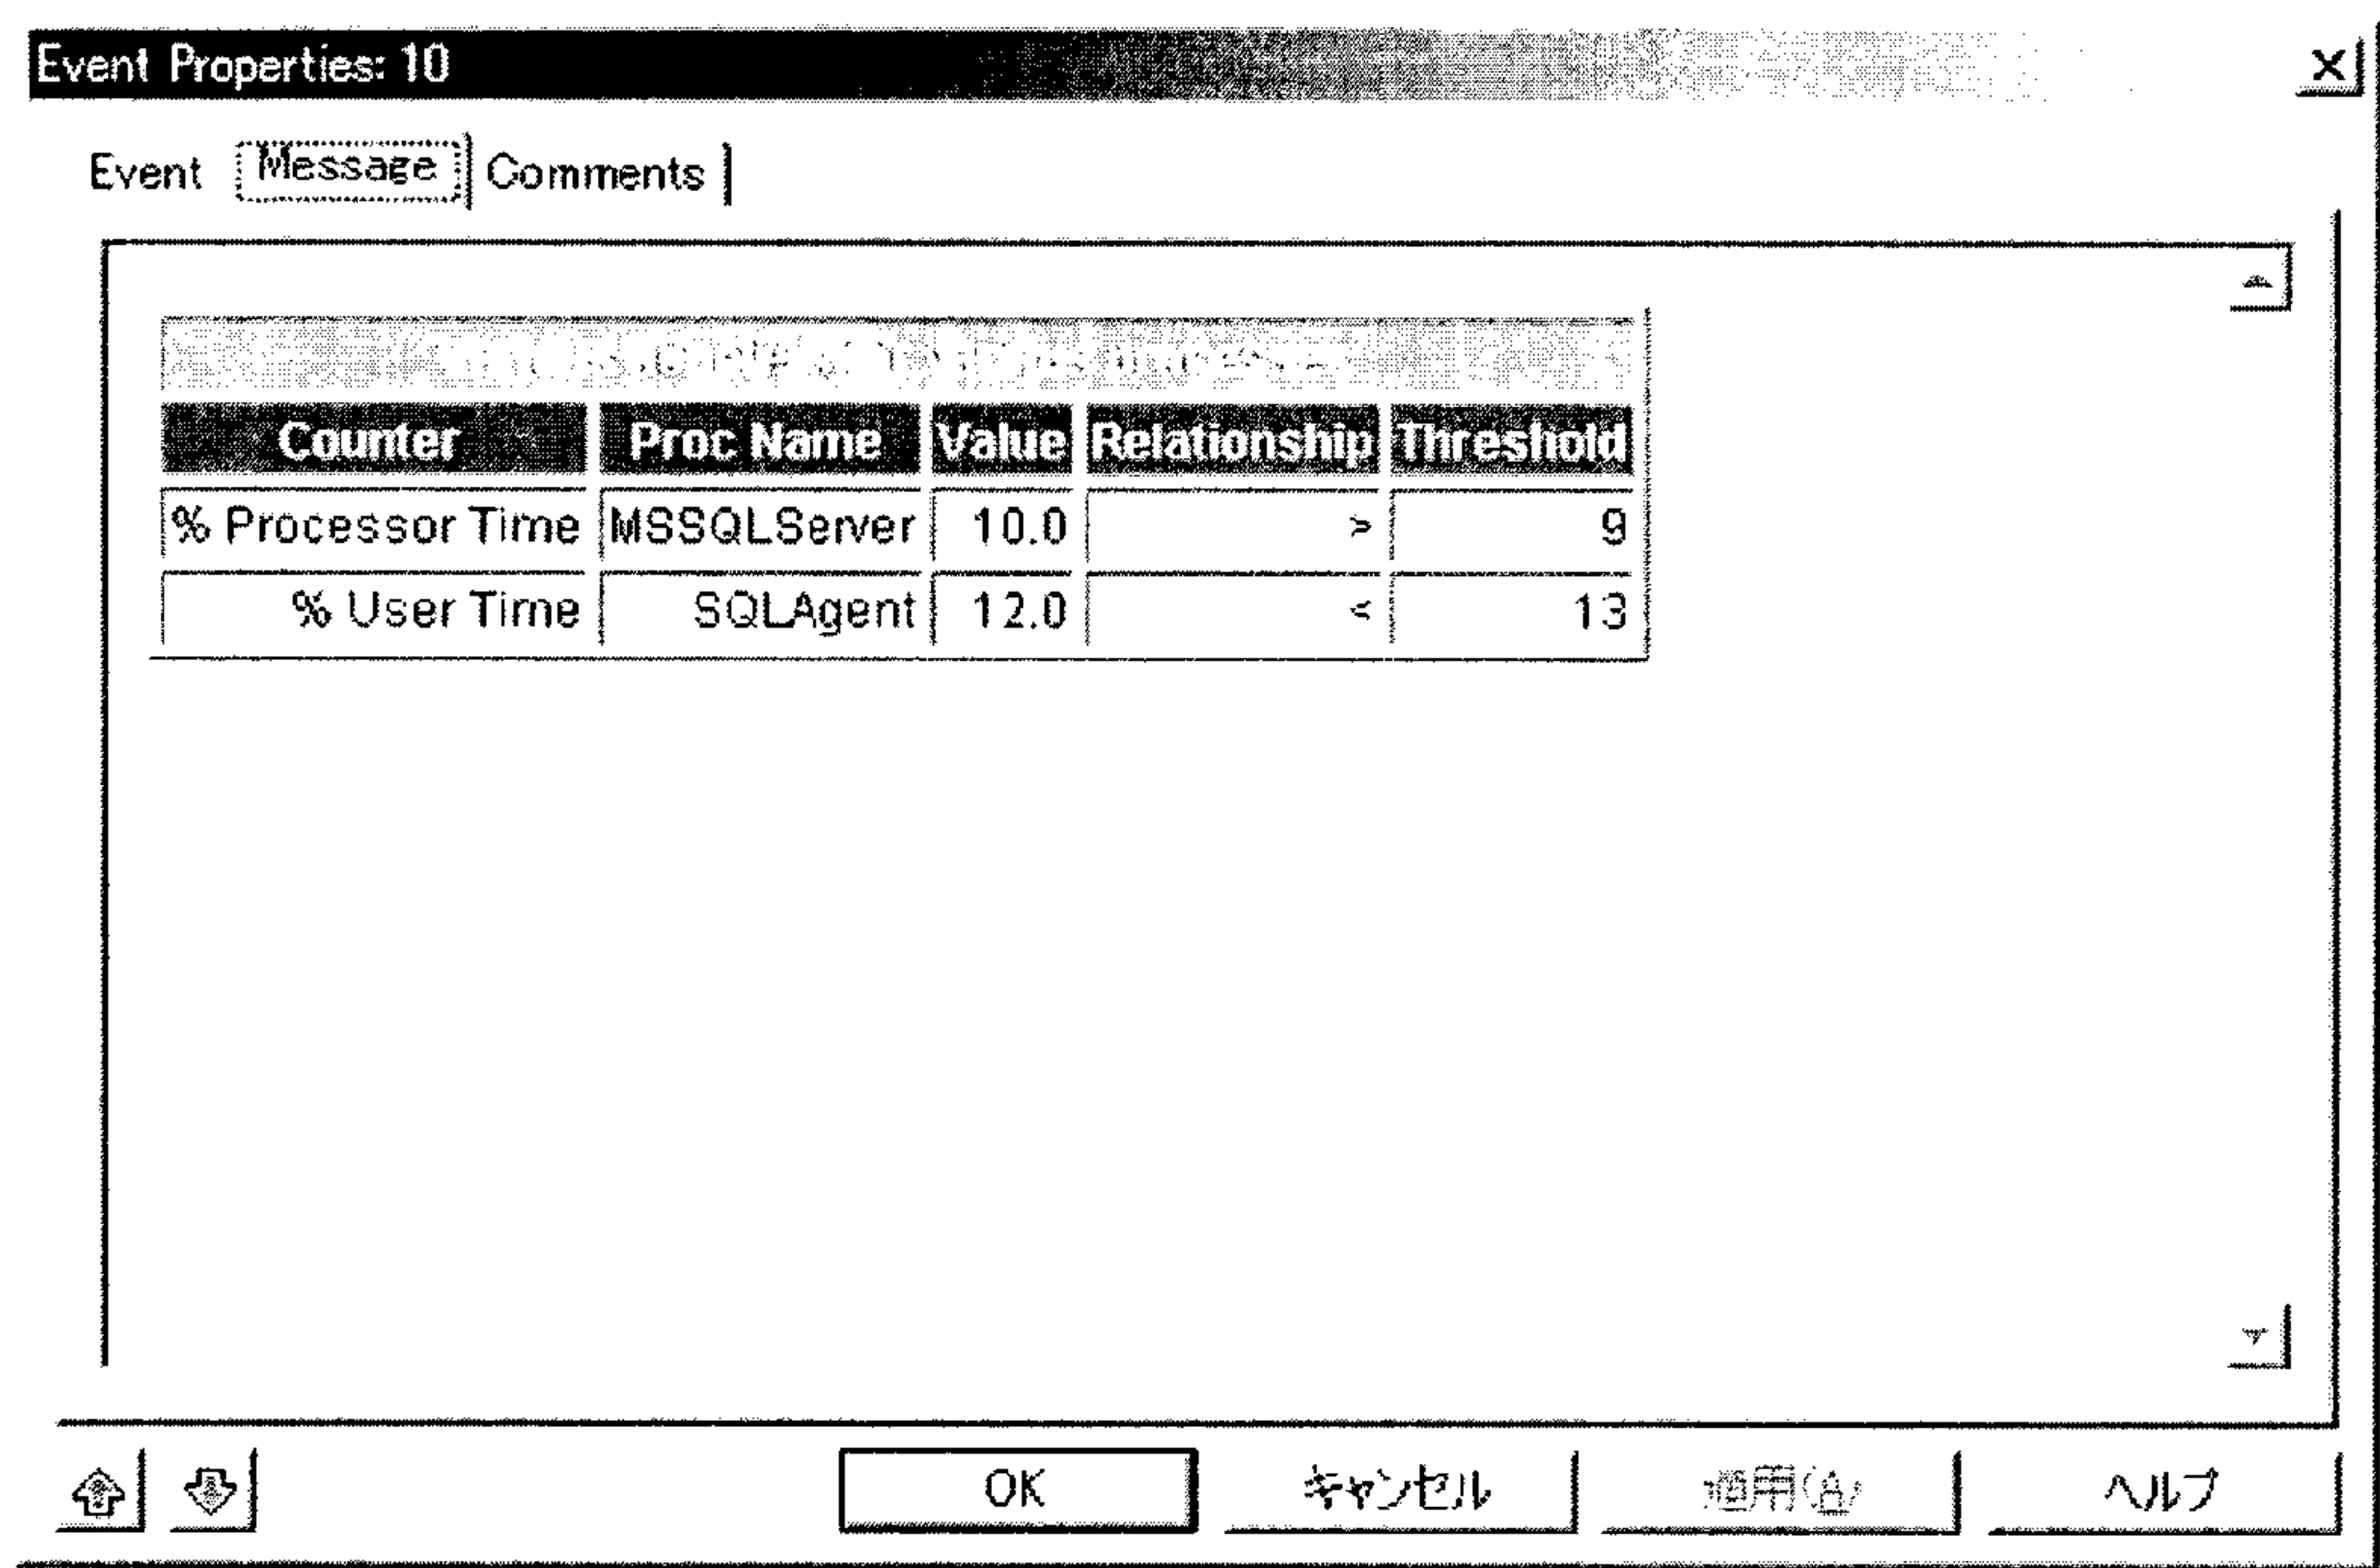 Event Properties: 10
Event Message Comments
Counter Proc Name Value Relationship Threshold
% Processor Time MSSQLServer 10.0 > 9
% User Time SQLAgent 12.0 < 13
OK キャンセル 適用(A) ヘルプ